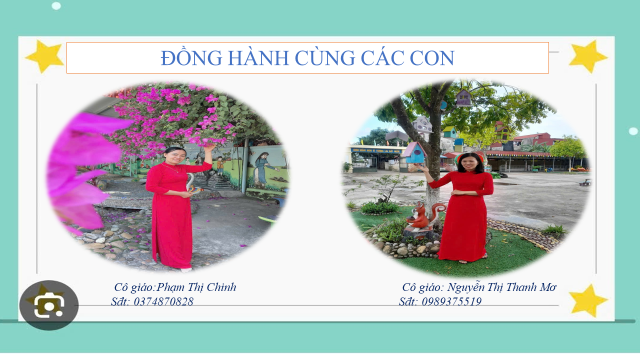 ĐỒNG HÀNH CÙNG CÁC CON
Cô giáo:Phạm Thị Chinh
Sđt: 0374870828
Cô giáo: Nguyễn Thị Thanh Mơ
Sđt: 0989375519